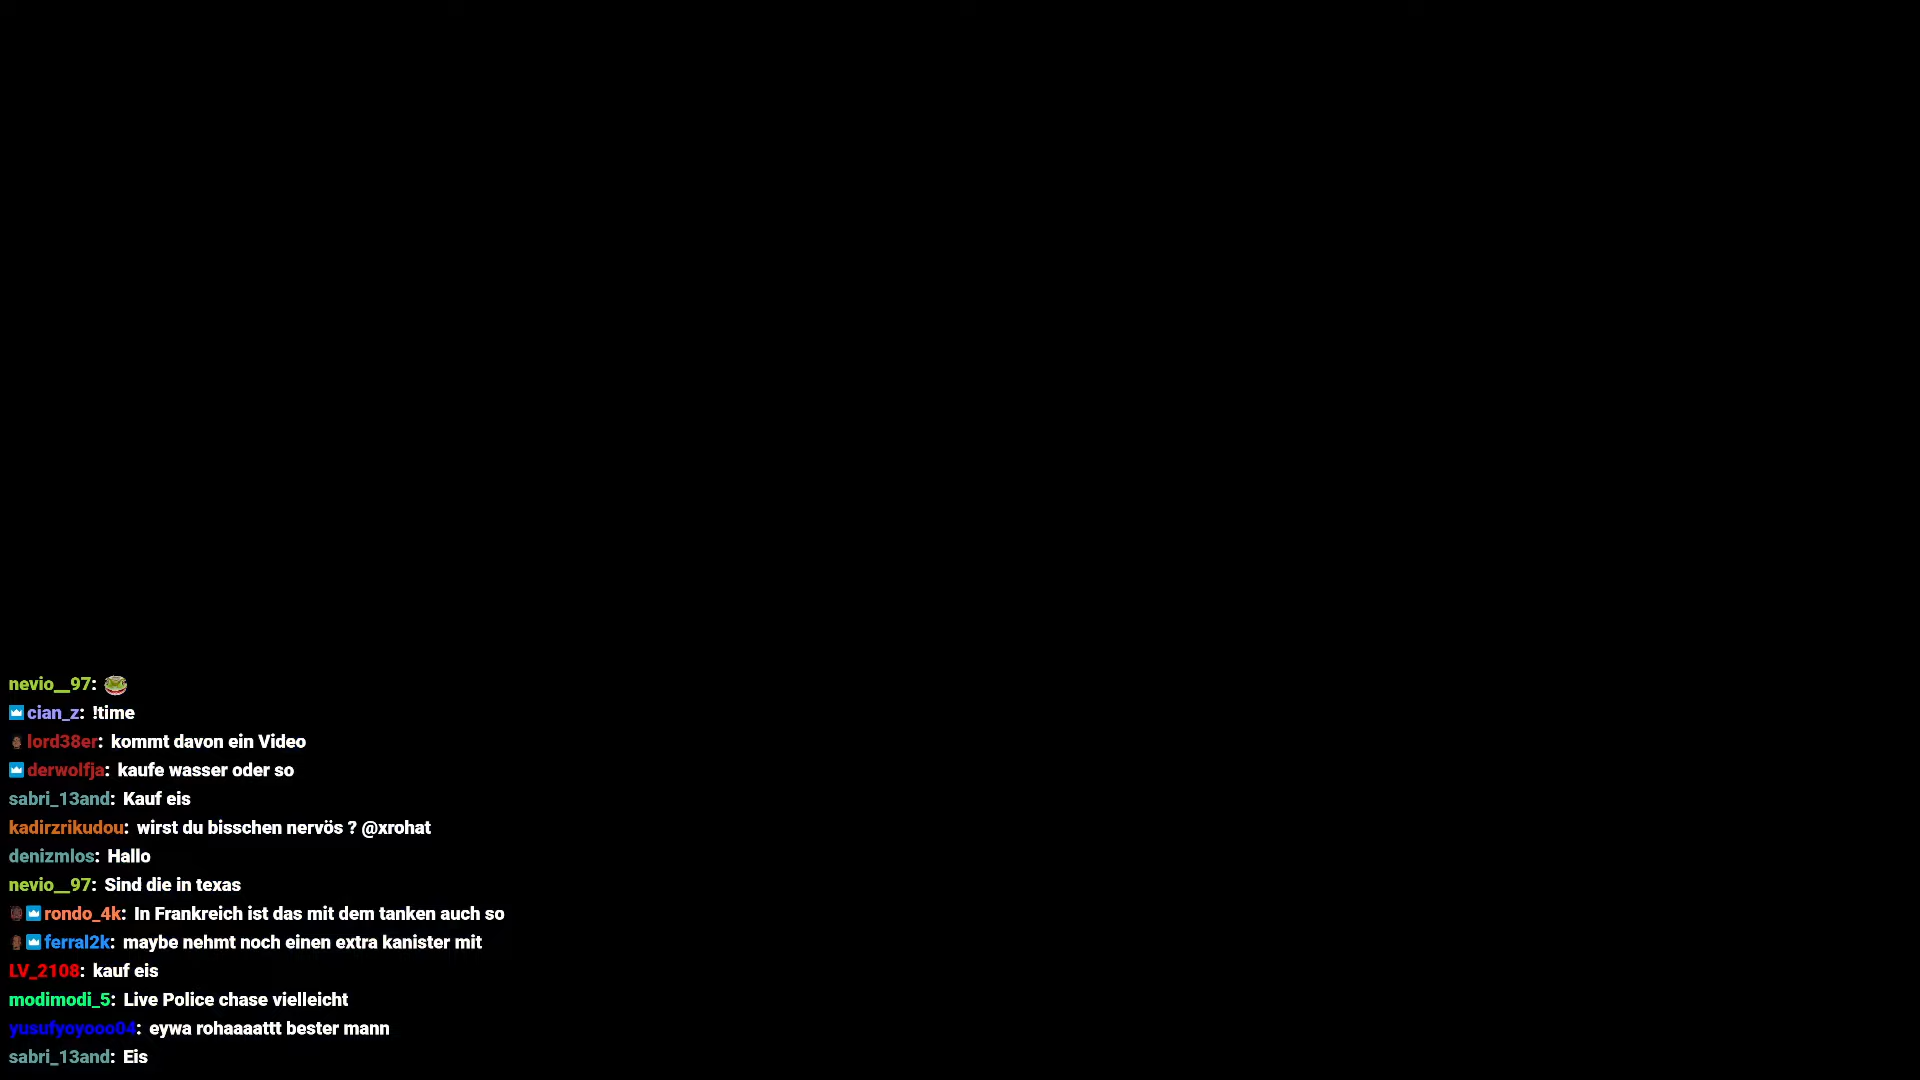 nevio__97:
cian_z: !time
lord38er: kommt davon ein Video
derwolfja: kaufe wasser oder so
sabri_13and: Kauf eis
kadirzrikudou: wirst du bisschen nervös ? @xrohat
denizmlos: Hallo
nevio__97: Sind die in texas
rondo_4k: In Frankreich ist das mit dem tanken auch so
ferral2k: maybe nehmt noch einen extra kanister mit
LV_2108: kauf eis
modimodi_5: Live Police chase vielleicht
yusufyoyooo04: eywa rohaaaattt bester mann
sabri_13and: Eis